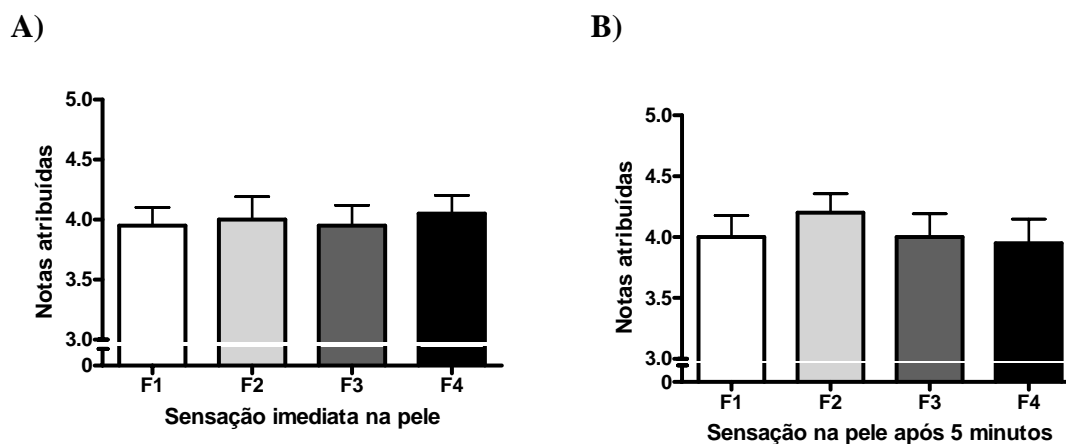 A)
5.0
4.5
4.0
3.5
3.0
0
Notas atribuídas
F1 F2 F3 F4
Sensação imediata na pele
B)
5.0
4.5
4.0
3.5
3.0
0
Notas atribuídas
F1 F2 F3 F4
Sensação na pele após 5 minutos